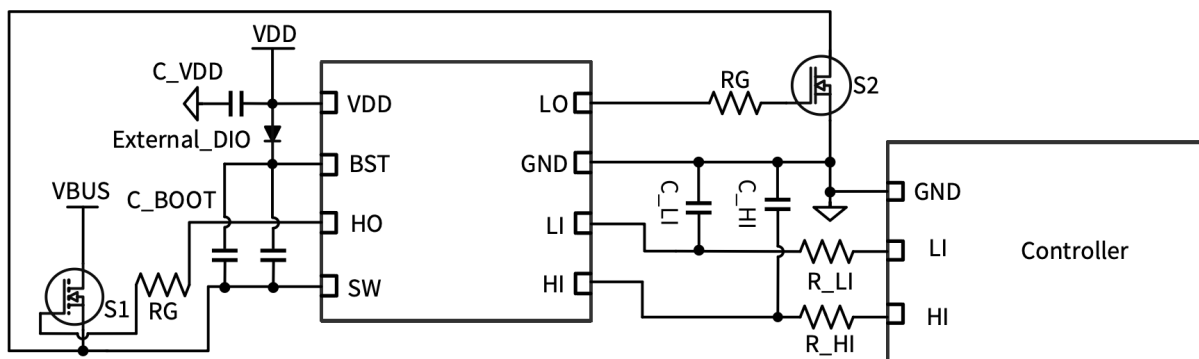 VDD
C_VDD
RG
S2
VDD
LO
External_DIO
BST
GND
VBUS
C_BOOT
C_LI
C_HI
GND
HO
LI
LI
Controller
R_LI
SW
HI
S1
RG
HI
R_HI